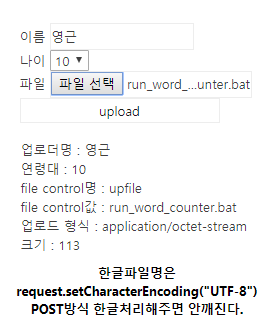 이름 영근
나이 10
파일 파일 선택 run_word_...unter.bat
upload
업로더명 : 영근
연령대 : 10
file control명 : upfile
file control값 : run_word_counter.bat
업로드 형식 : application/octet-stream
크기 : 113
한글파일명은
request.setCharacterEncoding("UTF-8")
POST방식 한글처리해주면 안깨진다.